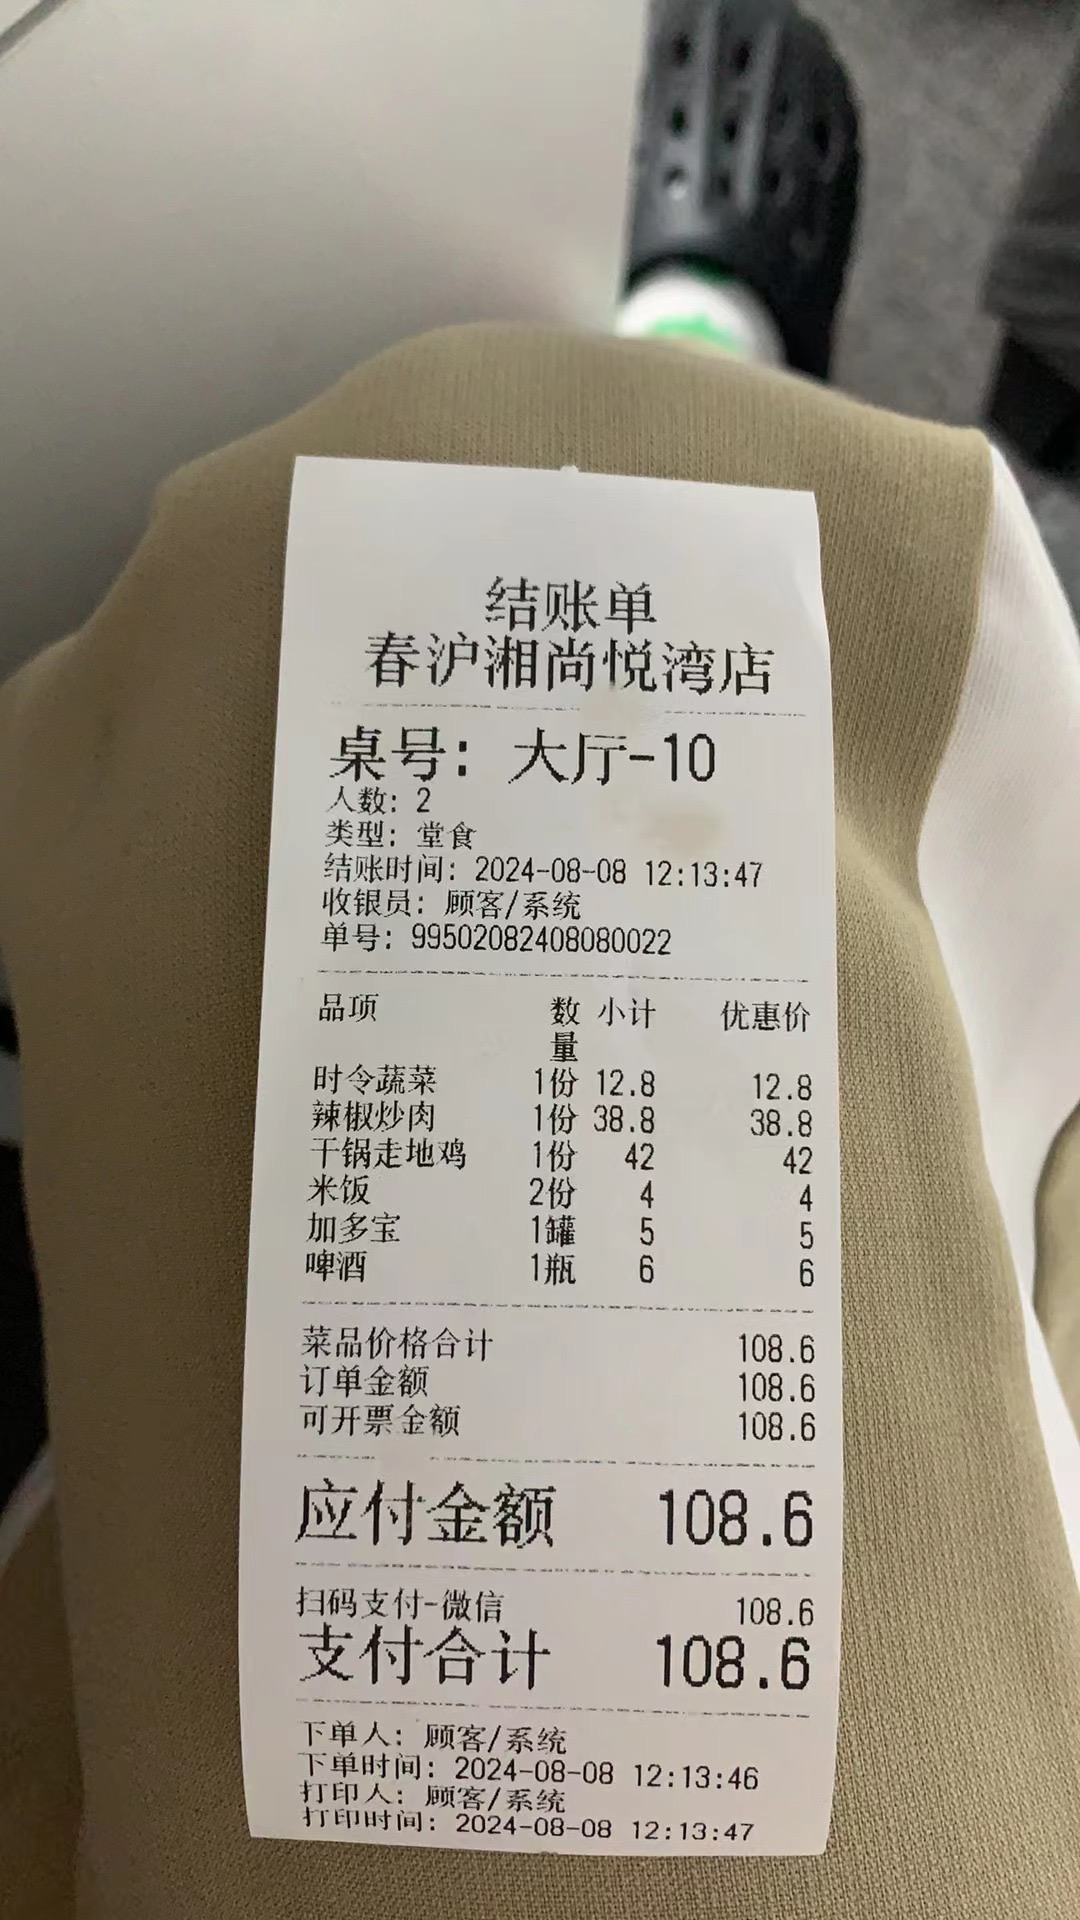 结账单
春沪湘尚悦湾店
桌号: 大厅-10
人数: 2
类型: 堂食
结账时间: 2024-08-08 12:13:47
收银员: 顾客/系统
单号: 99502082408080022
品项 数量 小计 优惠价
时令蔬菜 1份 12.8 12.8
辣椒炒肉 1份 38.8 38.8
干锅走地鸡 1份 42 42
米饭 2份 4 4
加多宝 1罐 5 5
啤酒 1瓶 6 6
菜品价格合计 108.6
订单金额 108.6
可开票金额 108.6
应付金额 108.6
扫码支付-微信 108.6
支付合计 108.6
下单人: 顾客/系统
下单时间: 2024-08-08 12:13:46
打印人: 顾客/系统
打印时间: 2024-08-08 12:13:47